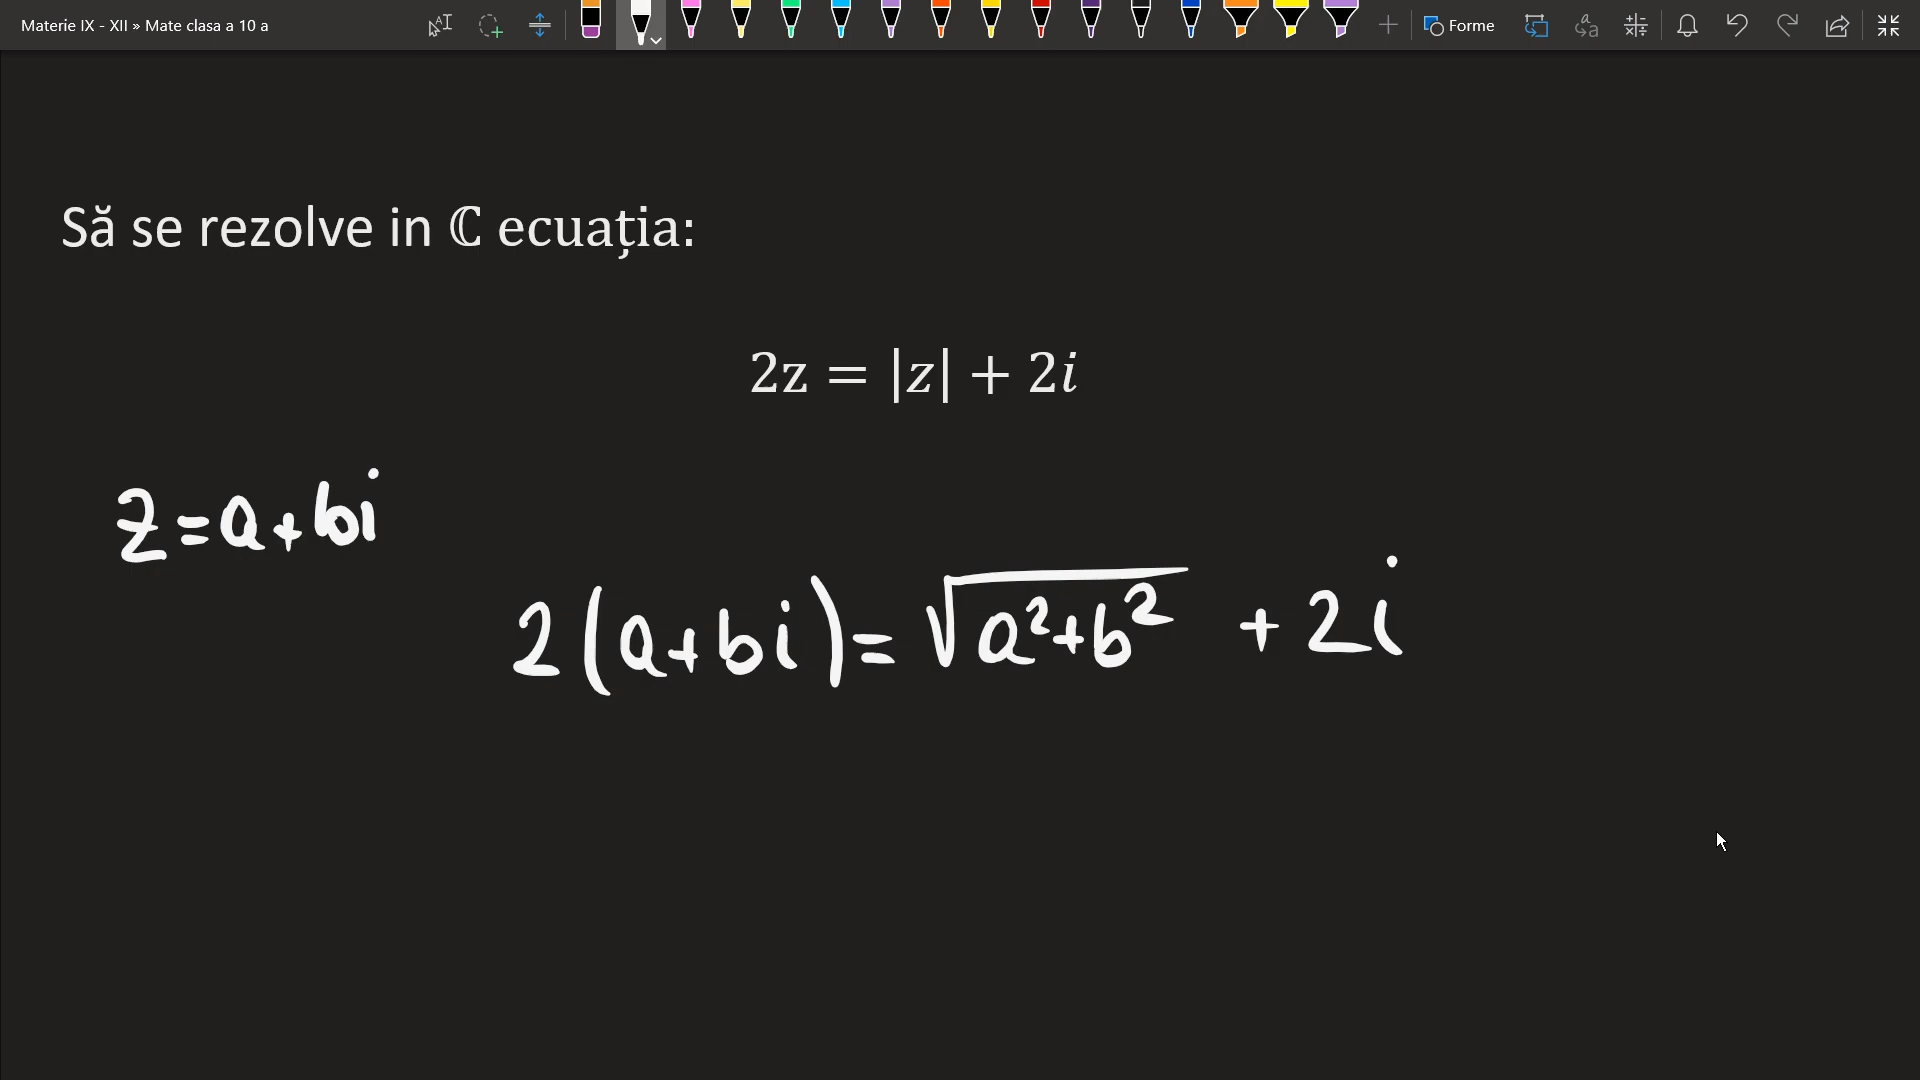 Materie IX - XII » Mate clasa a 10 a
Forme
Să se rezolve in ℂ ecuația:
2z = |z| + 2i
z=a+bi
2(a+bi)=√(a²+b²) + 2i